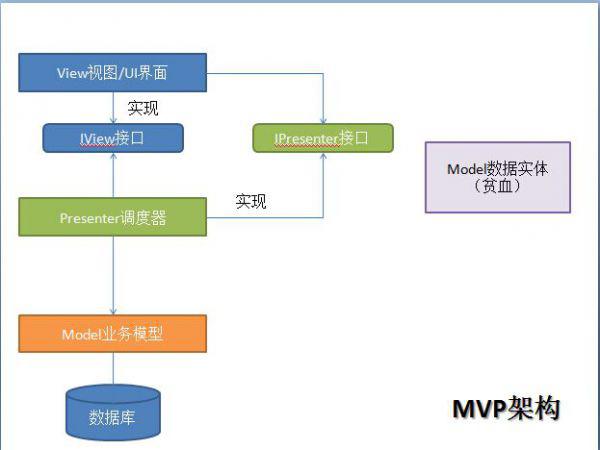 View视图/UI界面
实现
IView接口
IPresenter接口
Model数据实体
（贫血）
Presenter调度器
实现
Model业务模型
数据库
MVP架构